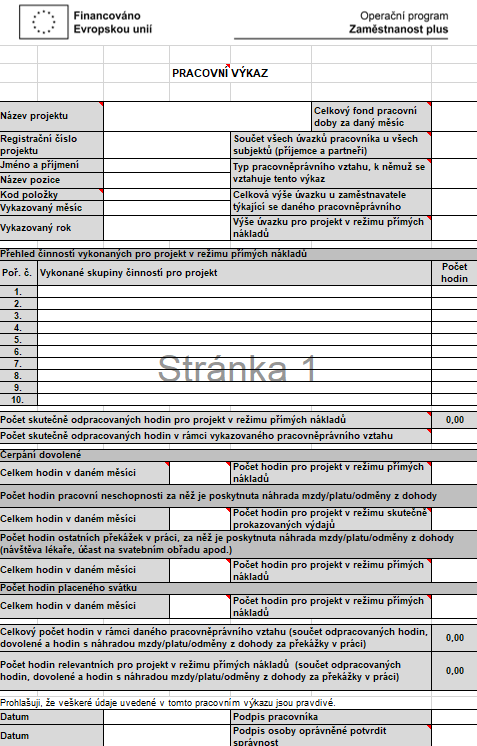 Financováno
Evropskou unií
Operační program
Zaměstnanost plus
PRACOVNÍ VÝKAZ
Název projektu
Celkový fond pracovní
doby za daný měsíc
Registrační číslo
projektu
Součet všech úvazků pracovníka u všech
subjektů (příjemce a partneři)
Jméno a příjmení
Typ pracovněprávního vztahu, k němuž se
vztahuje tento výkaz
Název pozice
Kod položky
Celková výše úvazku u zaměstnavatele
týkající se daného pracovněprávního
Vykazovaný měsíc
Vykazovaný rok
Výše úvazku pro projekt v režimu přímých
nákladů
Přehled činností vykonaných pro projekt v režimu přímých nákladů
Poř. č. Vykonané skupiny činností pro projekt
Počet
hodin
1.
2.
3.
4.
5.
6.
7.
Stránka 1
8.
9.
10.
Počet skutečně odpracovaných hodin pro projekt v režimu přímých nákladů 0,00
Počet skutečně odpracovaných hodin v rámci vykazovaného pracovněprávního vztahu
Čerpání dovolené
Celkem hodin v daném měsíci
Počet hodin pro projekt v režimu přímých
nákladů
Počet hodin pracovní neschopnosti za něž je poskytnuta náhrada mzdy/platu/odměny z dohody
Celkem hodin v daném měsíci
Počet hodin pro projekt v režimu skutečně
prokazovaných výdajů
Počet hodin ostatních překážek v práci, za něž je poskytnuta náhrada mzdy/platu/odměny z dohody
(návštěva lékaře, účast na svatebním obřadu apod.)
Celkem hodin v daném měsíci
Počet hodin pro projekt v režimu přímých
nákladů
Počet hodin placeného svátku
Celkem hodin v daném měsíci
Počet hodin pro projekt v režimu přímých
nákladů
Celkový počet hodin v rámci daného pracovněprávního vztahu (součet odpracovaných hodin,
dovolené a hodin s náhradou mzdy/platu/odměny z dohody za překážky v práci)
0,00
Počet hodin relevantních pro projekt v režimu přímých nákladů (součet odpracovaných
hodin, dovolené a hodin s náhradou mzdy/platu/odměny z dohody za překážky v práci)
0,00
Prohlašuji, že veškeré údaje uvedené v tomto pracovním výkazu jsou pravdivé.
Datum
Podpis pracovníka
Datum
Podpis osoby oprávněné potvrdit
správnost